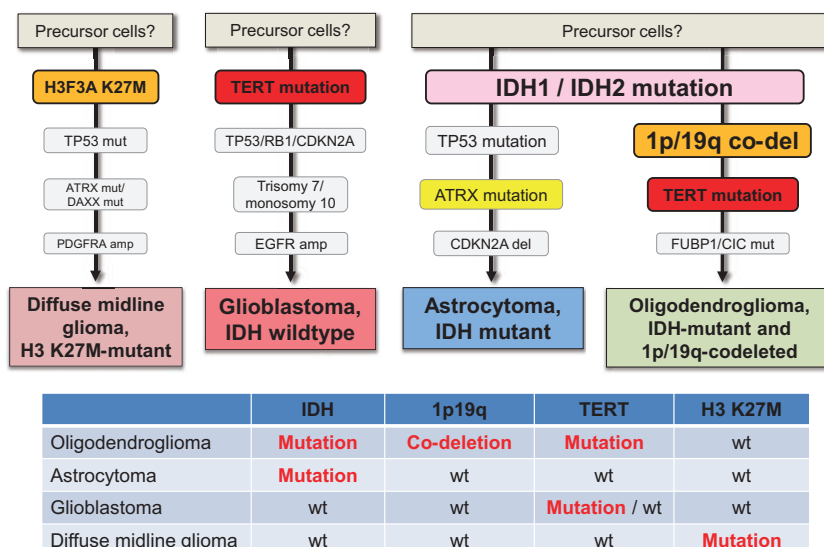 Precursor cells?
Precursor cells?
Precursor cells?
H3F3A K27M
TERT mutation
IDH1 / IDH2 mutation
TP53 mut
TP53/RB1/CDKN2A
TP53 mutation
1p/19q co-del
ATRX mut/
DAXX mut
Trisomy 7/
monosomy 10
ATRX mutation
TERT mutation
PDGFRA amp
EGFR amp
CDKN2A del
FUBP1/CIC mut
Diffuse midline
glioma,
H3 K27M-mutant
Glioblastoma,
IDH wildtype
Astrocytoma,
IDH mutant
Oligodendroglioma,
IDH-mutant and
1p/19q-codeleted
IDH 1p19q TERT H3 K27M
Oligodendroglioma Mutation Co-deletion Mutation wt
Astrocytoma Mutation wt wt wt
Glioblastoma wt wt Mutation / wt wt
Diffuse midline glioma wt wt wt Mutation